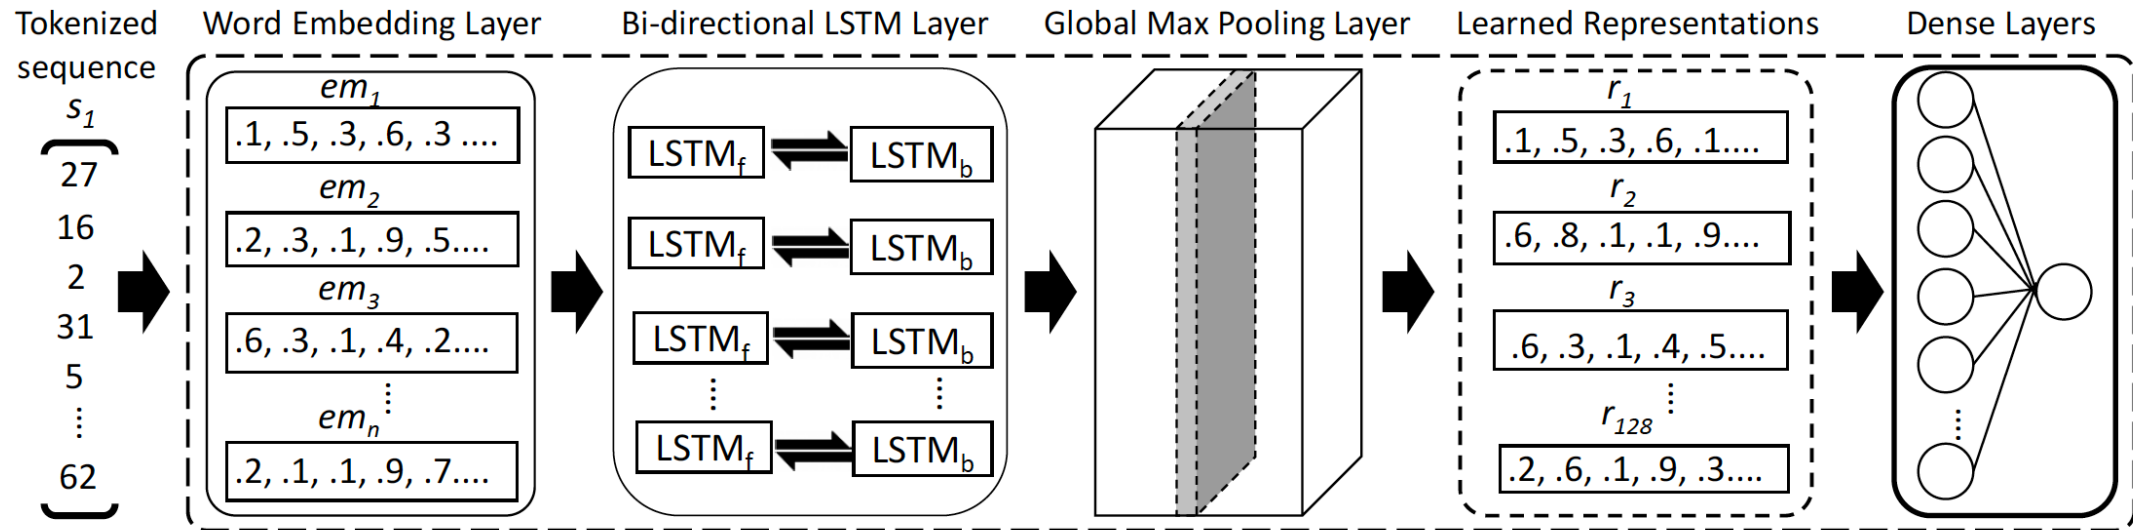 Tokenized
sequence
s1
27
16
2
31
5
⋮
62
Word Embedding Layer
em1
.1, .5, .3, .6, .3 ....
em2
.2, .3, .1, .9, .5....
em3
.6, .3, .1, .4, .2....
⋮
emn
.2, .1, .1, .9, .7....
Bi-directional LSTM Layer
LSTMf LSTMb
LSTMf LSTMb
LSTMf LSTMb
⋮ ⋮
LSTMf LSTMb
Global Max Pooling Layer
Learned Representations
r1
.1, .5, .3, .6, .1....
r2
.6, .8, .1, .1, .9....
r3
.6, .3, .1, .4, .5....
⋮
r128
.2, .6, .1, .9, .3....
Dense Layers
⋮